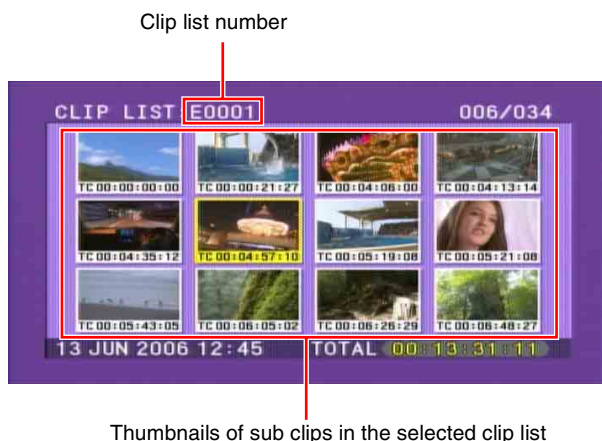 Clip list number
CLIP LIST:E0001 006/034
TC 00:00:00:00 TC 00:00:21:27 TC 00:04:06:00 TC 00:04:13:14
TC 00:04:35:12 TC 00:04:57:10 TC 00:05:19:08 TC 00:05:21:08
TC 00:05:43:05 TC 00:06:05:02 TC 00:06:26:29 TC 00:06:48:27
13 JUN 2006 12:45 TOTAL 00:13:31:11
Thumbnails of sub clips in the selected clip list